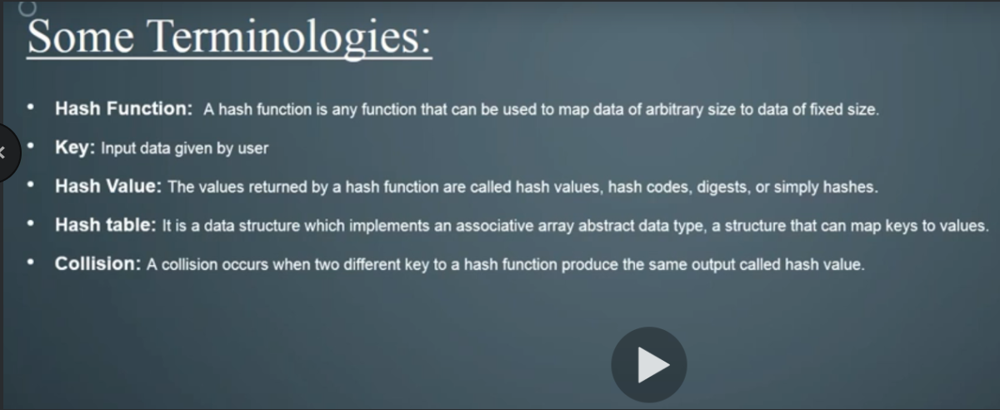 Some Terminologies:
• Hash Function: A hash function is any function that can be used to map data of arbitrary size to data of fixed size.
• Key: Input data given by user
• Hash Value: The values returned by a hash function are called hash values, hash codes, digests, or simply hashes.
• Hash table: It is a data structure which implements an associative array abstract data type, a structure that can map keys to values.
• Collision: A collision occurs when two different key to a hash function produce the same output called hash value.